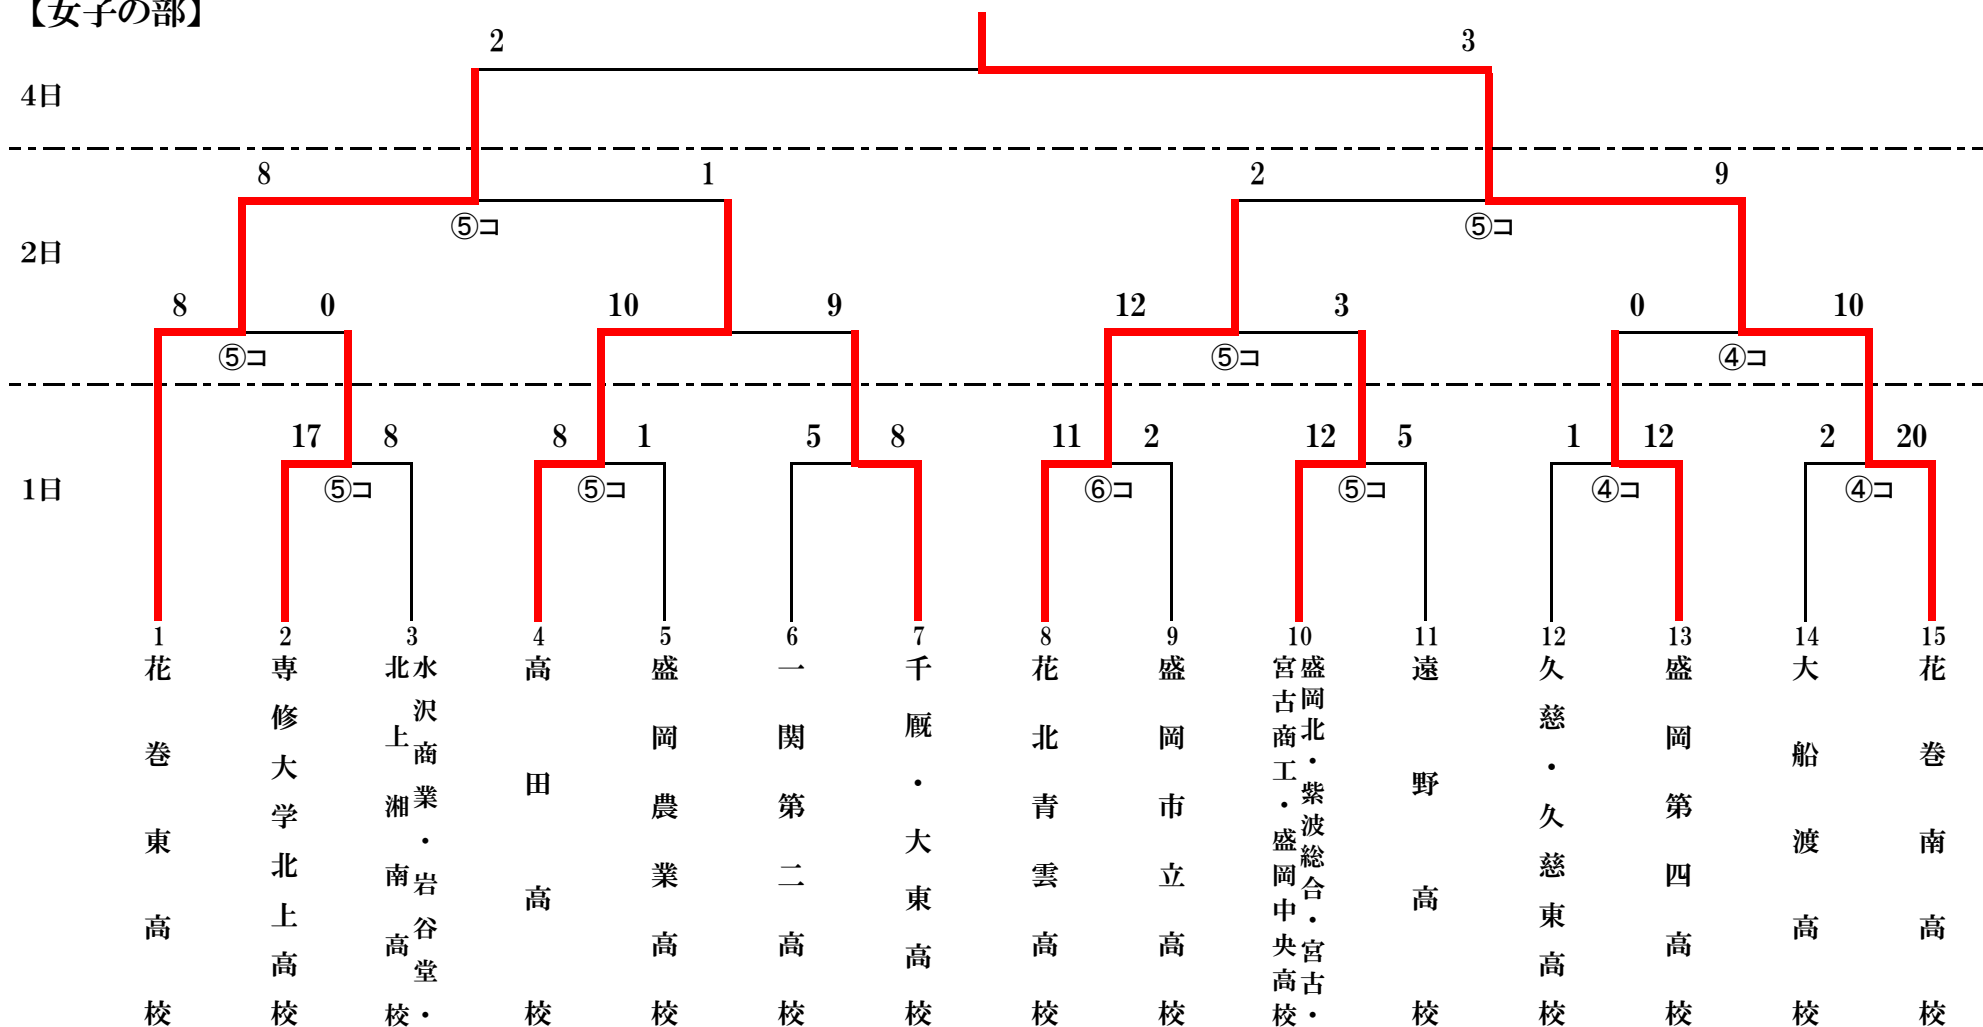 【女子の部】
2 3
4日
8 1 2 9
⑤コ ⑤コ
2日
8 0 10 9 12 3 0 10
⑤コ ⑤コ ④コ
17 8 8 1 5 8 11 2 12 5 1 12 2 20
1日
⑤コ ⑤コ ⑥コ ⑤コ ④コ ④コ
1 2 3 4 5 6 7 8 9 10 11 12 13 14 15
花巻東高校
専修大学北上高校
水沢商業・岩谷堂・
北上湘南高校
高田高校
盛岡農業高校
一関第二高校
千厩・大東高校
花北青雲高校
盛岡市立高校
盛岡北・紫波総合・宮古・
宮古商工・盛岡中央高校
遠野高校
久慈・久慈東高校
盛岡第四高校
大船渡高校
花巻南高校